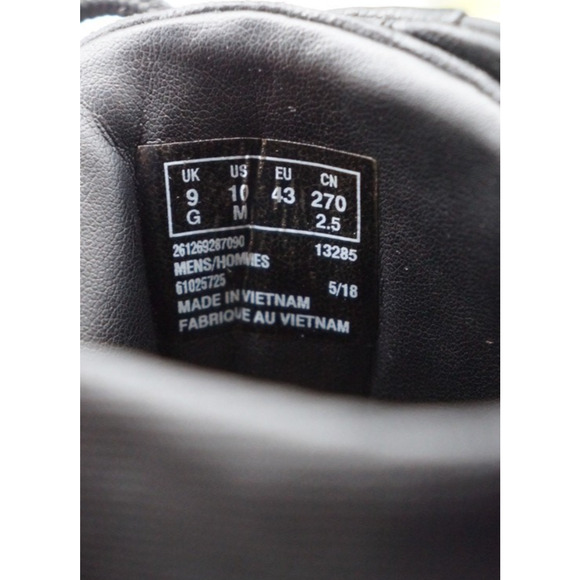 UK US EU CN
9 10 43 270
G M 2.5
261269287090 13285
MENS/HOMMES
61025725 5/18
MADE IN VIETNAM
FABRIQUE AU VIETNAM